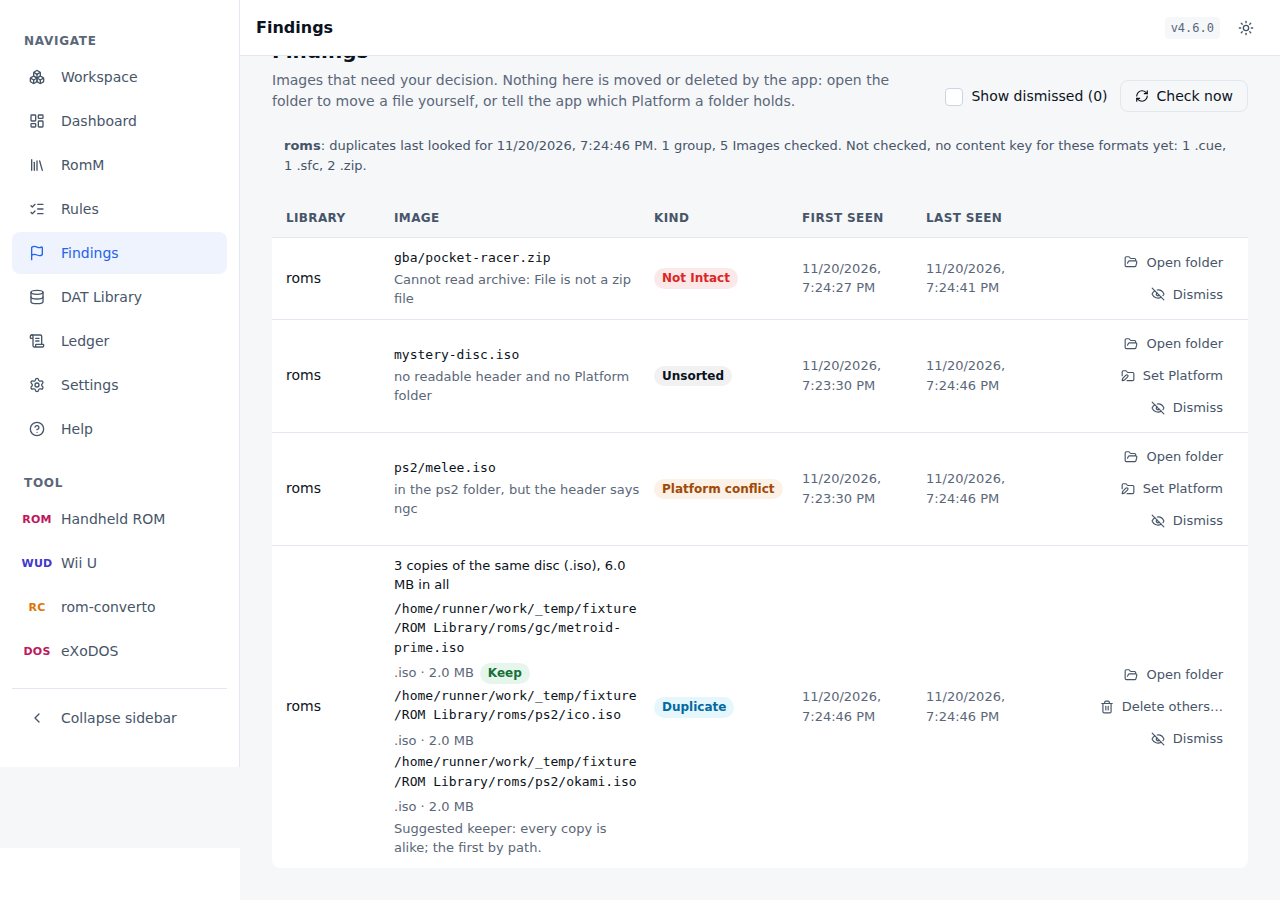 NAVIGATE
Workspace
Dashboard
RomM
Rules
Findings
DAT Library
Ledger
Settings
Help
TOOL
ROM Handheld ROM
WUD Wii U
RC rom-converto
DOS eXoDOS
Collapse sidebar
Findings
v4.6.0
Images that need your decision. Nothing here is moved or deleted by the app: open the
folder to move a file yourself, or tell the app which Platform a folder holds.
Show dismissed (0)
Check now
roms: duplicates last looked for 11/20/2026, 7:24:46 PM. 1 group, 5 Images checked. Not checked, no content key for these formats yet: 1 .cue,
1 .sfc, 2 .zip.
LIBRARY IMAGE KIND FIRST SEEN LAST SEEN
roms
gba/pocket-racer.zip
Cannot read archive: File is not a zip
file
Not Intact
11/20/2026,
7:24:27 PM
11/20/2026,
7:24:41 PM
Open folder
Dismiss
roms
mystery-disc.iso
no readable header and no Platform
folder
Unsorted
11/20/2026,
7:23:30 PM
11/20/2026,
7:24:46 PM
Open folder
Set Platform
Dismiss
roms
ps2/melee.iso
in the ps2 folder, but the header says
ngc
Platform conflict
11/20/2026,
7:23:30 PM
11/20/2026,
7:24:46 PM
Open folder
Set Platform
Dismiss
roms
3 copies of the same disc (.iso), 6.0
MB in all
/home/runner/work/_temp/fixture
/ROM Library/roms/gc/metroid-
prime.iso
.iso · 2.0 MB Keep
/home/runner/work/_temp/fixture
/ROM Library/roms/ps2/ico.iso
.iso · 2.0 MB
/home/runner/work/_temp/fixture
/ROM Library/roms/ps2/okami.iso
.iso · 2.0 MB
Suggested keeper: every copy is
alike; the first by path.
Duplicate
11/20/2026,
7:24:46 PM
11/20/2026,
7:24:46 PM
Open folder
Delete others…
Dismiss